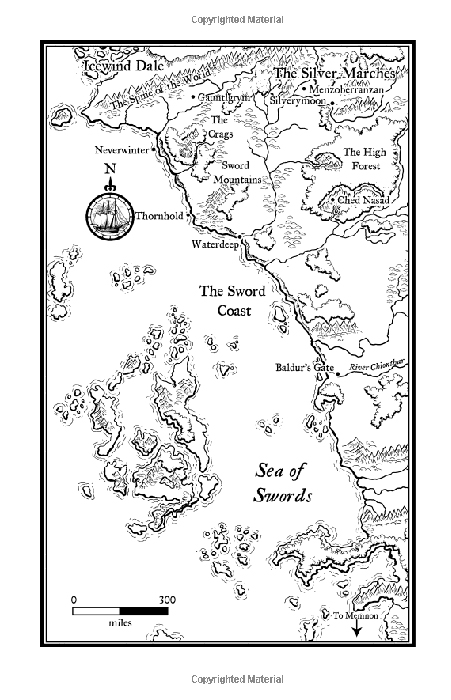 Copyrighted Material
Icewind Dale
The Spine of the World
The Silver Marches
Menzoberranzan
Gauntlgrym
Silverymoon
The
Crags
Neverwinter
The High
Forest
Sword
Mountains
N
Ched Nasad
Thornhold
Waterdeep
The Sword
Coast
Baldur's Gate
River Chionthar
Sea of
Swords
0 300
miles
To Memnon
Copyrighted Material